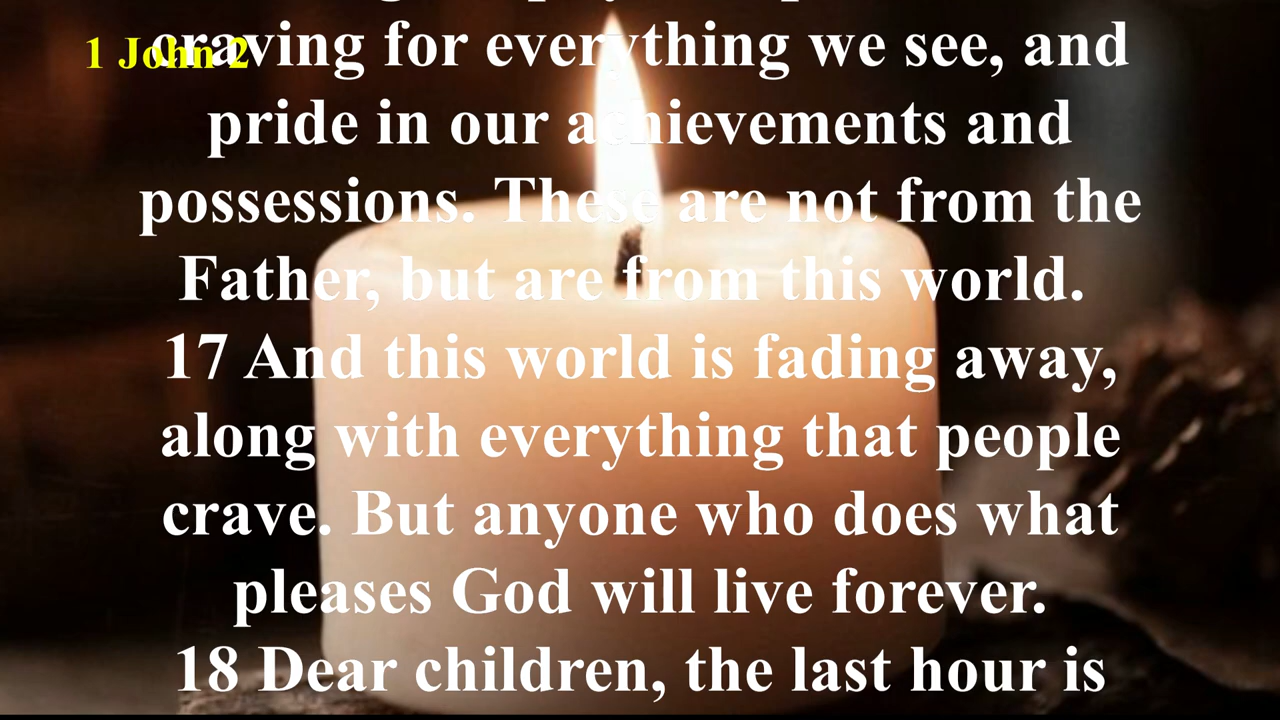 1 John 2
craving for everything we see, and
pride in our achievements and
possessions. These are not from the
Father, but are from this world.
17 And this world is fading away,
along with everything that people
crave. But anyone who does what
pleases God will live forever.
18 Dear children, the last hour is